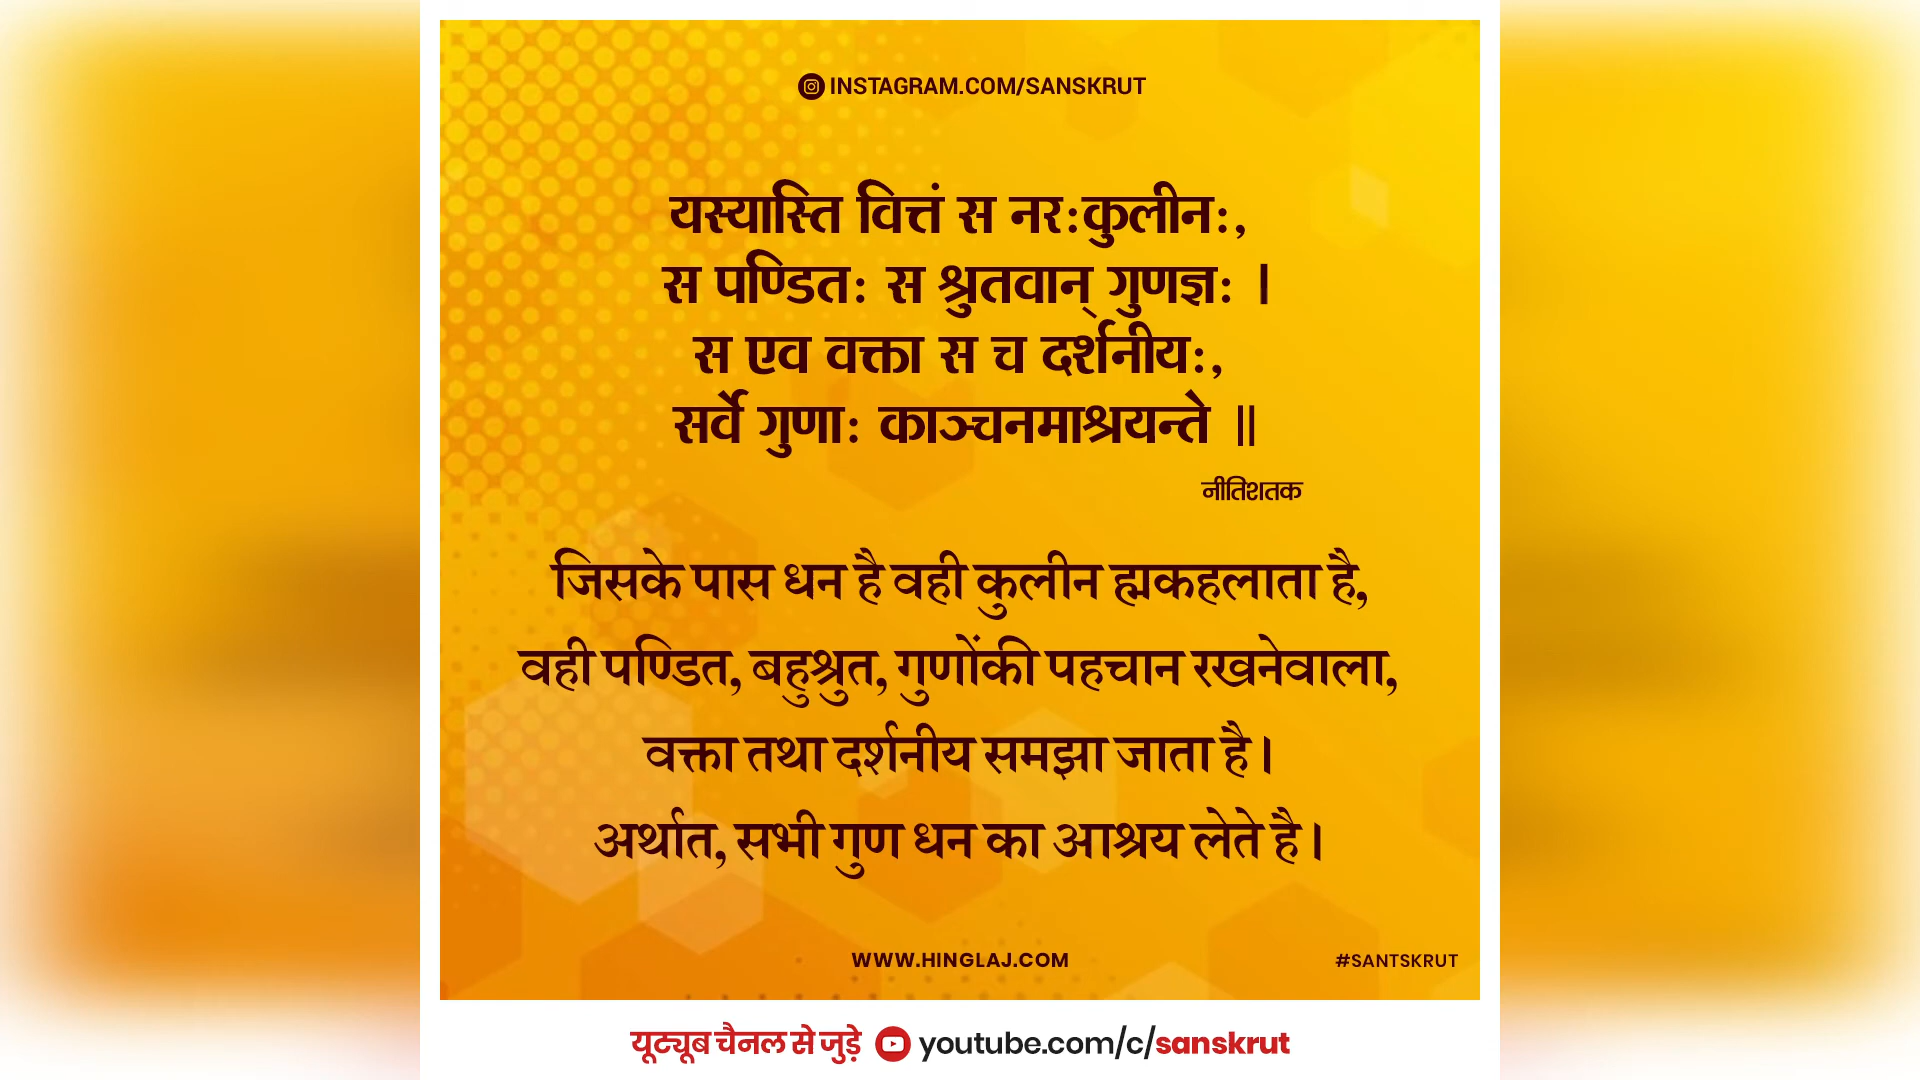 INSTAGRAM.COM/SANSKRUT
यस्यास्ति वित्तं स नरःकुलीनः,
स पण्डितः स श्रुतवान् गुणज्ञः ।
स एव वक्ता स च दर्शनीयः,
सर्वे गुणाः काञ्चनमाश्रयन्ते ॥
नीतिशतक
जिसके पास धन है वही कुलीन ह्मकहलाता है,
वही पण्डित, बहुश्रुत, गुणोंकी पहचान रखनेवाला,
वक्ता तथा दर्शनीय समझा जाता है।
अर्थात, सभी गुण धन का आश्रय लेते है।
WWW.HINGLAJ.COM
#SANTSKRUT
यूट्यूब चैनल से जुड़े youtube.com/c/sanskrut